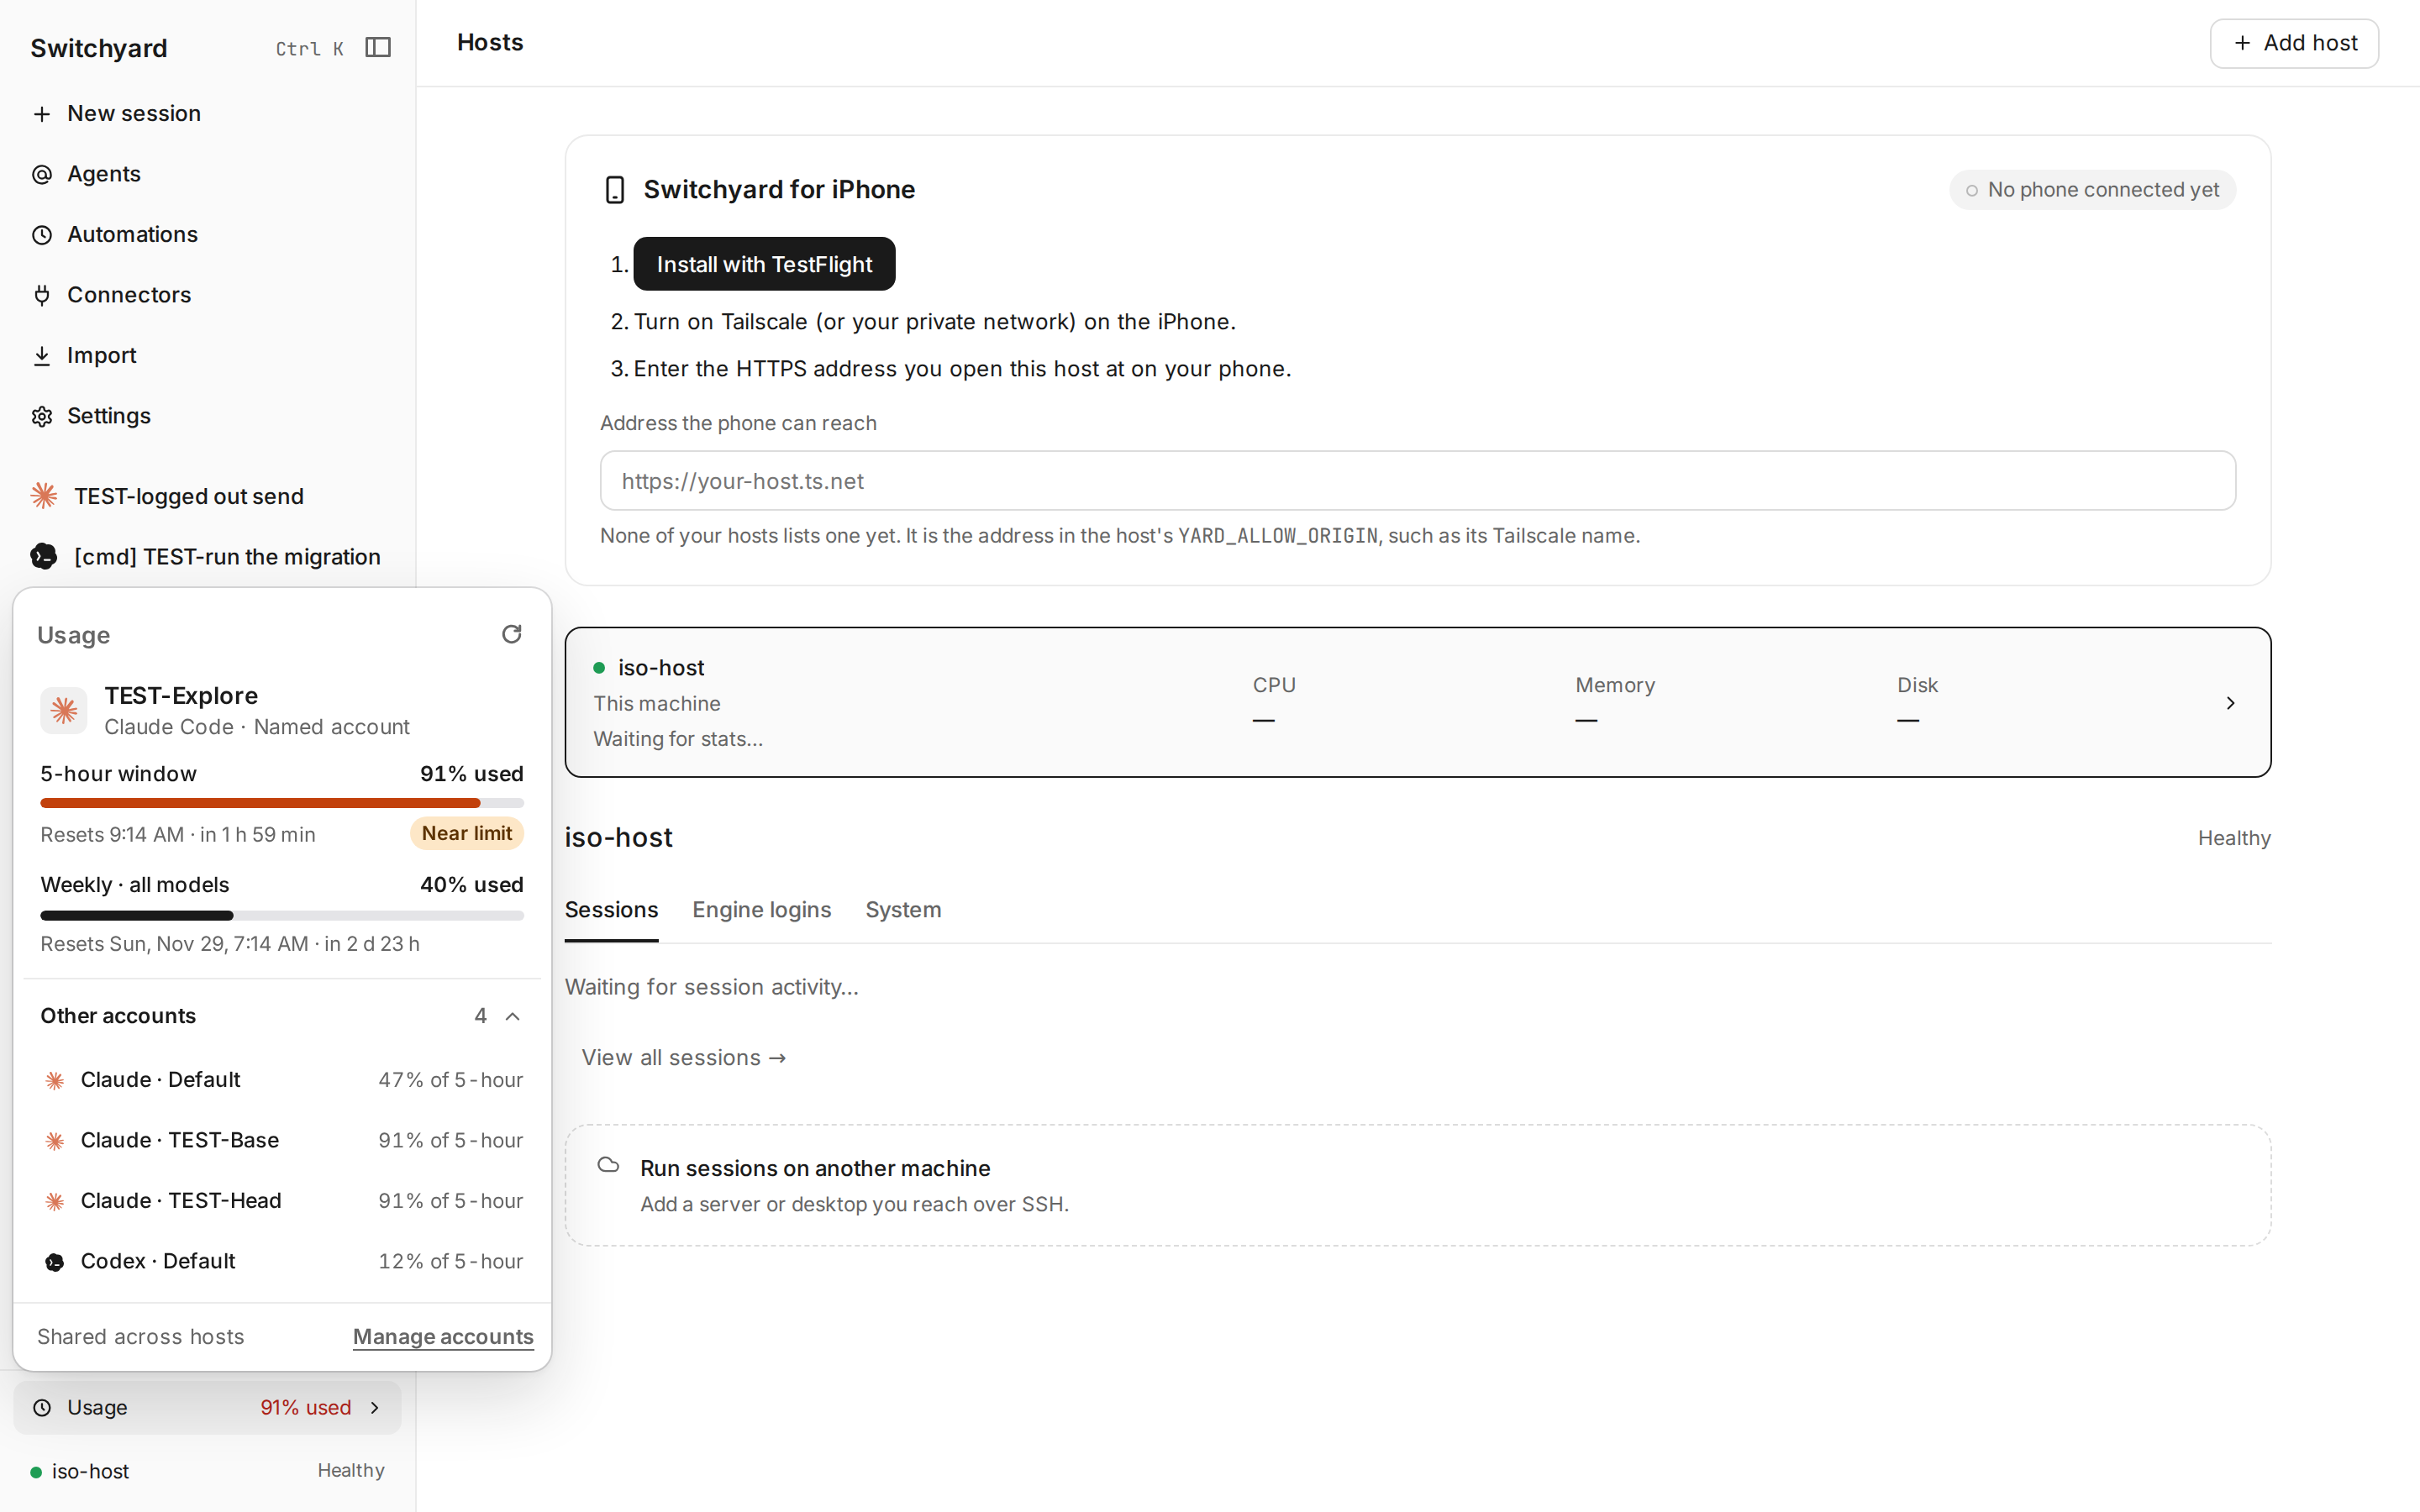 Switchyard
Ctrl K
New session
Agents
Automations
Connectors
Import
Settings
TEST-logged out send
[cmd] TEST-run the migration
Usage
TEST-Explore
Claude Code · Named account
5-hour window 91% used
Resets 9:14 AM · in 1 h 59 min Near limit
Weekly · all models 40% used
Resets Sun, Nov 29, 7:14 AM · in 2 d 23 h
Other accounts 4
Claude · Default 47% of 5-hour
Claude · TEST-Base 91% of 5-hour
Claude · TEST-Head 91% of 5-hour
Codex · Default 12% of 5-hour
Shared across hosts Manage accounts
Usage 91% used
iso-host Healthy
Hosts
Add host
Switchyard for iPhone
No phone connected yet
1. Install with TestFlight
2. Turn on Tailscale (or your private network) on the iPhone.
3. Enter the HTTPS address you open this host at on your phone.
Address the phone can reach
https://your-host.ts.net
None of your hosts lists one yet. It is the address in the host's YARD_ALLOW_ORIGIN, such as its Tailscale name.
iso-host
This machine
Waiting for stats...
CPU
—
Memory
—
Disk
—
iso-host Healthy
Sessions Engine logins System
Waiting for session activity...
View all sessions →
Run sessions on another machine
Add a server or desktop you reach over SSH.